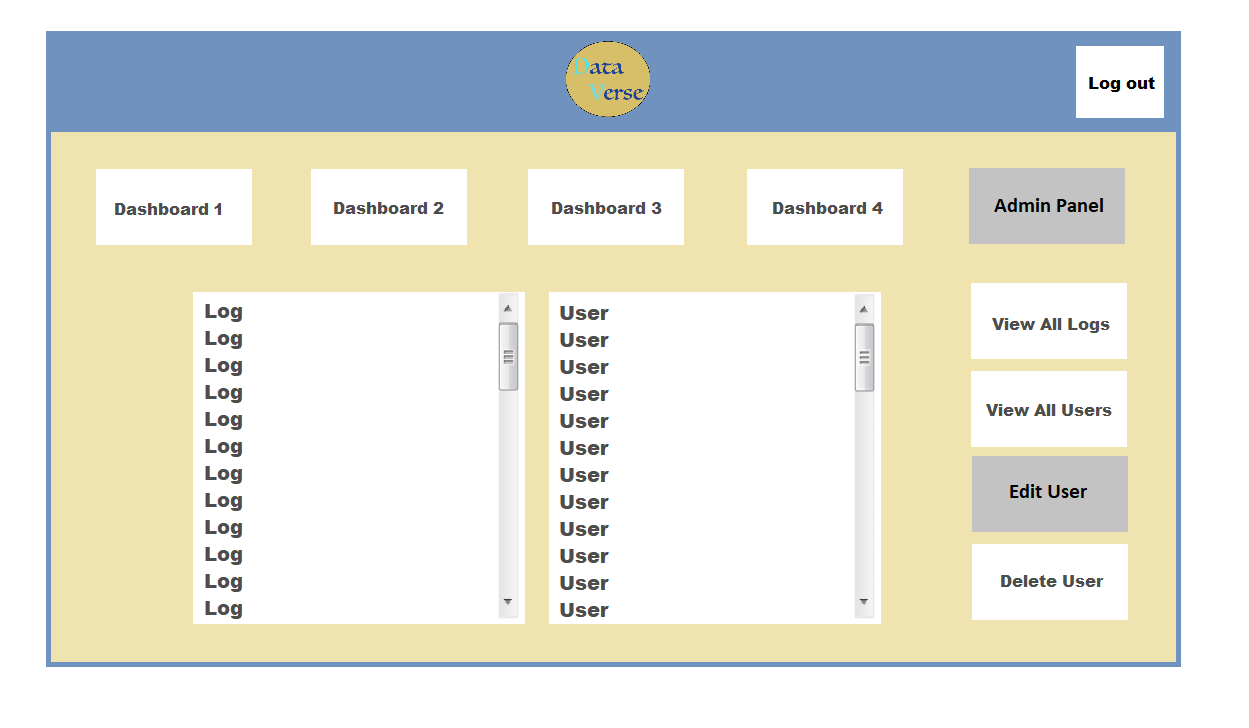 Data
Verse
Log out
Dashboard 1
Dashboard 2
Dashboard 3
Dashboard 4
Admin Panel
Log
Log
Log
Log
Log
Log
Log
Log
Log
Log
Log
Log
User
User
User
User
User
User
User
User
User
User
User
User
View All Logs
View All Users
Edit User
Delete User